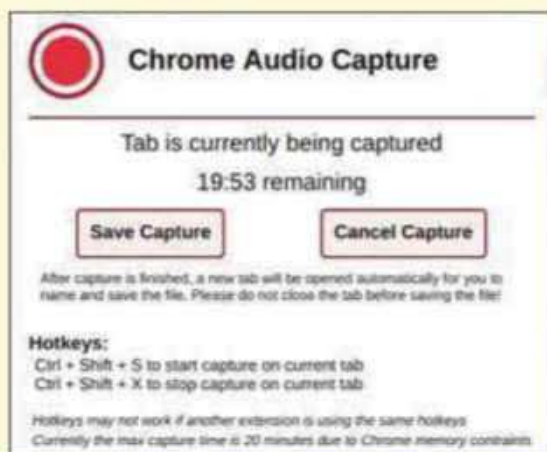 Chrome Audio Capture
Tab is currently being captured
19:53 remaining
Save Capture
Cancel Capture
After capture is finished, a new tab will be opened automatically for you to
name and save the file. Please do not close the tab before saving the file!
Hotkeys:
Ctrl + Shift + S to start capture on current tab
Ctrl + Shift + X to stop capture on current tab
Hotkeys may not work if another extension is using the same hotkeys
Currently the max capture time is 20 minutes due to Chrome memory contraints